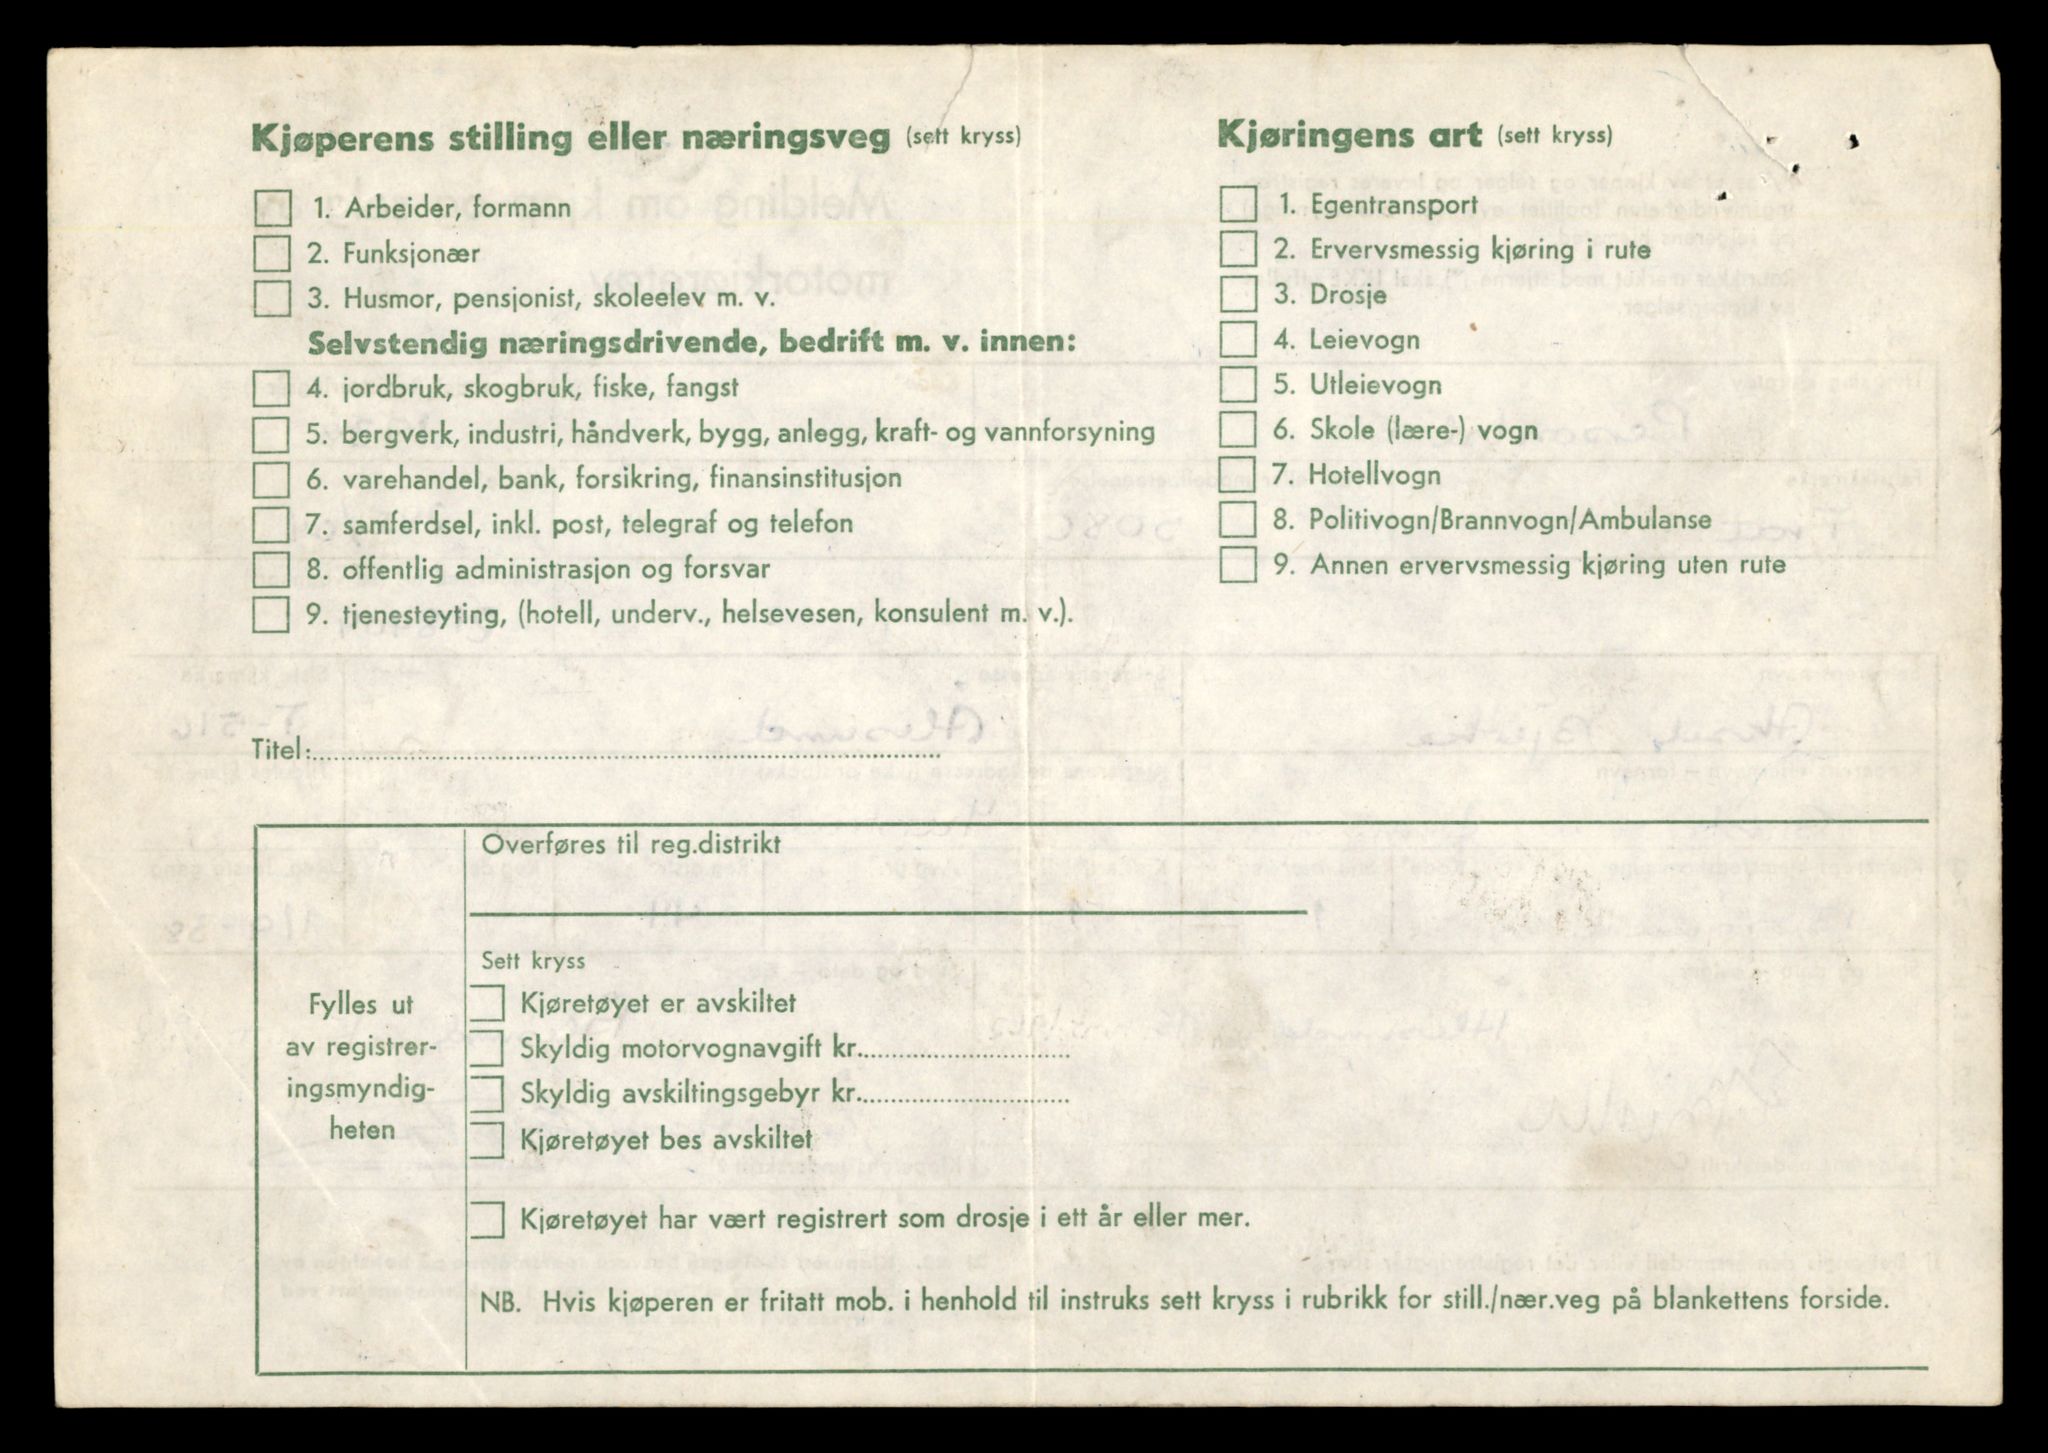 Kjøperens stilling eller næringsveg (sett kryss)
1. Arbeider, formann
2. Funksjonær
3. Husmor, pensjonist, skoleelev m. v.
Selvstendig næringsdrivende, bedrift m. v. innen:
4. jordbruk, skogbruk, fiske, fangst
5. bergverk, industri, håndverk, bygg, anlegg, kraft- og vannforsyning
6. varehandel, bank, forsikring, finansinstitusjon
7. samferdsel, inkl. post, telegraf og telefon
8. offentlig administrasjon og forsvar
9. tjenesteyting, (hotell, underv., helsevesen, konsulent m. v.).
Kjøringens art (sett kryss)
1. Egentransport
2. Ervervsmessig kjøring i rute
3. Drosje
4. Leievogn
5. Utleievogn
6. Skole (lære-) vogn
7. Hotellvogn
8. Politivogn/Brannvogn/Ambulanse
9. Annen ervervsmessig kjøring uten rute
Titel:
Fylles ut
av registrer-
ingsmyndig-
heten
Overføres til reg.distrikt
Sett kryss
Kjøretøyet er avskiltet
Skyldig motorvognavgift kr.
Skyldig avskiltingsgebyr kr.
Kjøretøyet bes avskiltet
Kjøretøyet har vært registrert som drosje i ett år eller mer.
NB. Hvis kjøperen er fritatt mob. i henhold til instruks sett kryss i rubrikk for still./nær.veg på blankettens forside.